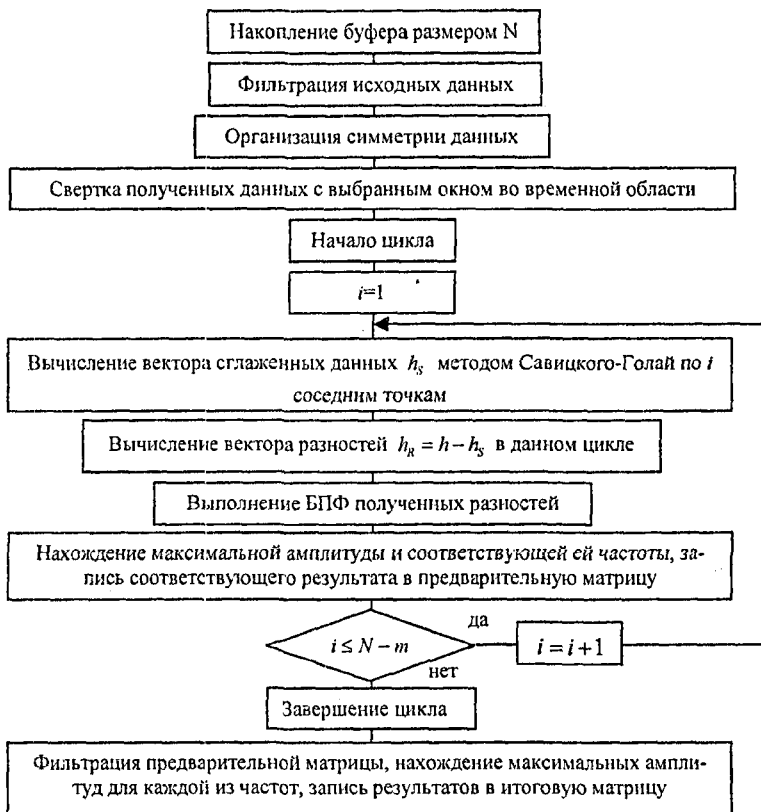 Накопление буфера размером N
Фильтрация исходных данных
Организация симметрии данных
Свертка полученных данных с выбранным окном во временной области
Начало цикла
i=1
Вычисление вектора сглаженных данных h_S методом Савицкого-Голай по i
соседним точкам
Вычисление вектора разностей h_R = h − h_S в данном цикле
Выполнение БПФ полученных разностей
Нахождение максимальной амплитуды и соответствующей ей частоты, за-
пись соответствующего результата в предварительную матрицу
да
i ≤ N − m
i = i + 1
нет
Завершение цикла
Фильтрация предварительной матрицы, нахождение максимальных ампли-
туд для каждой из частот, запись результатов в итоговую матрицу